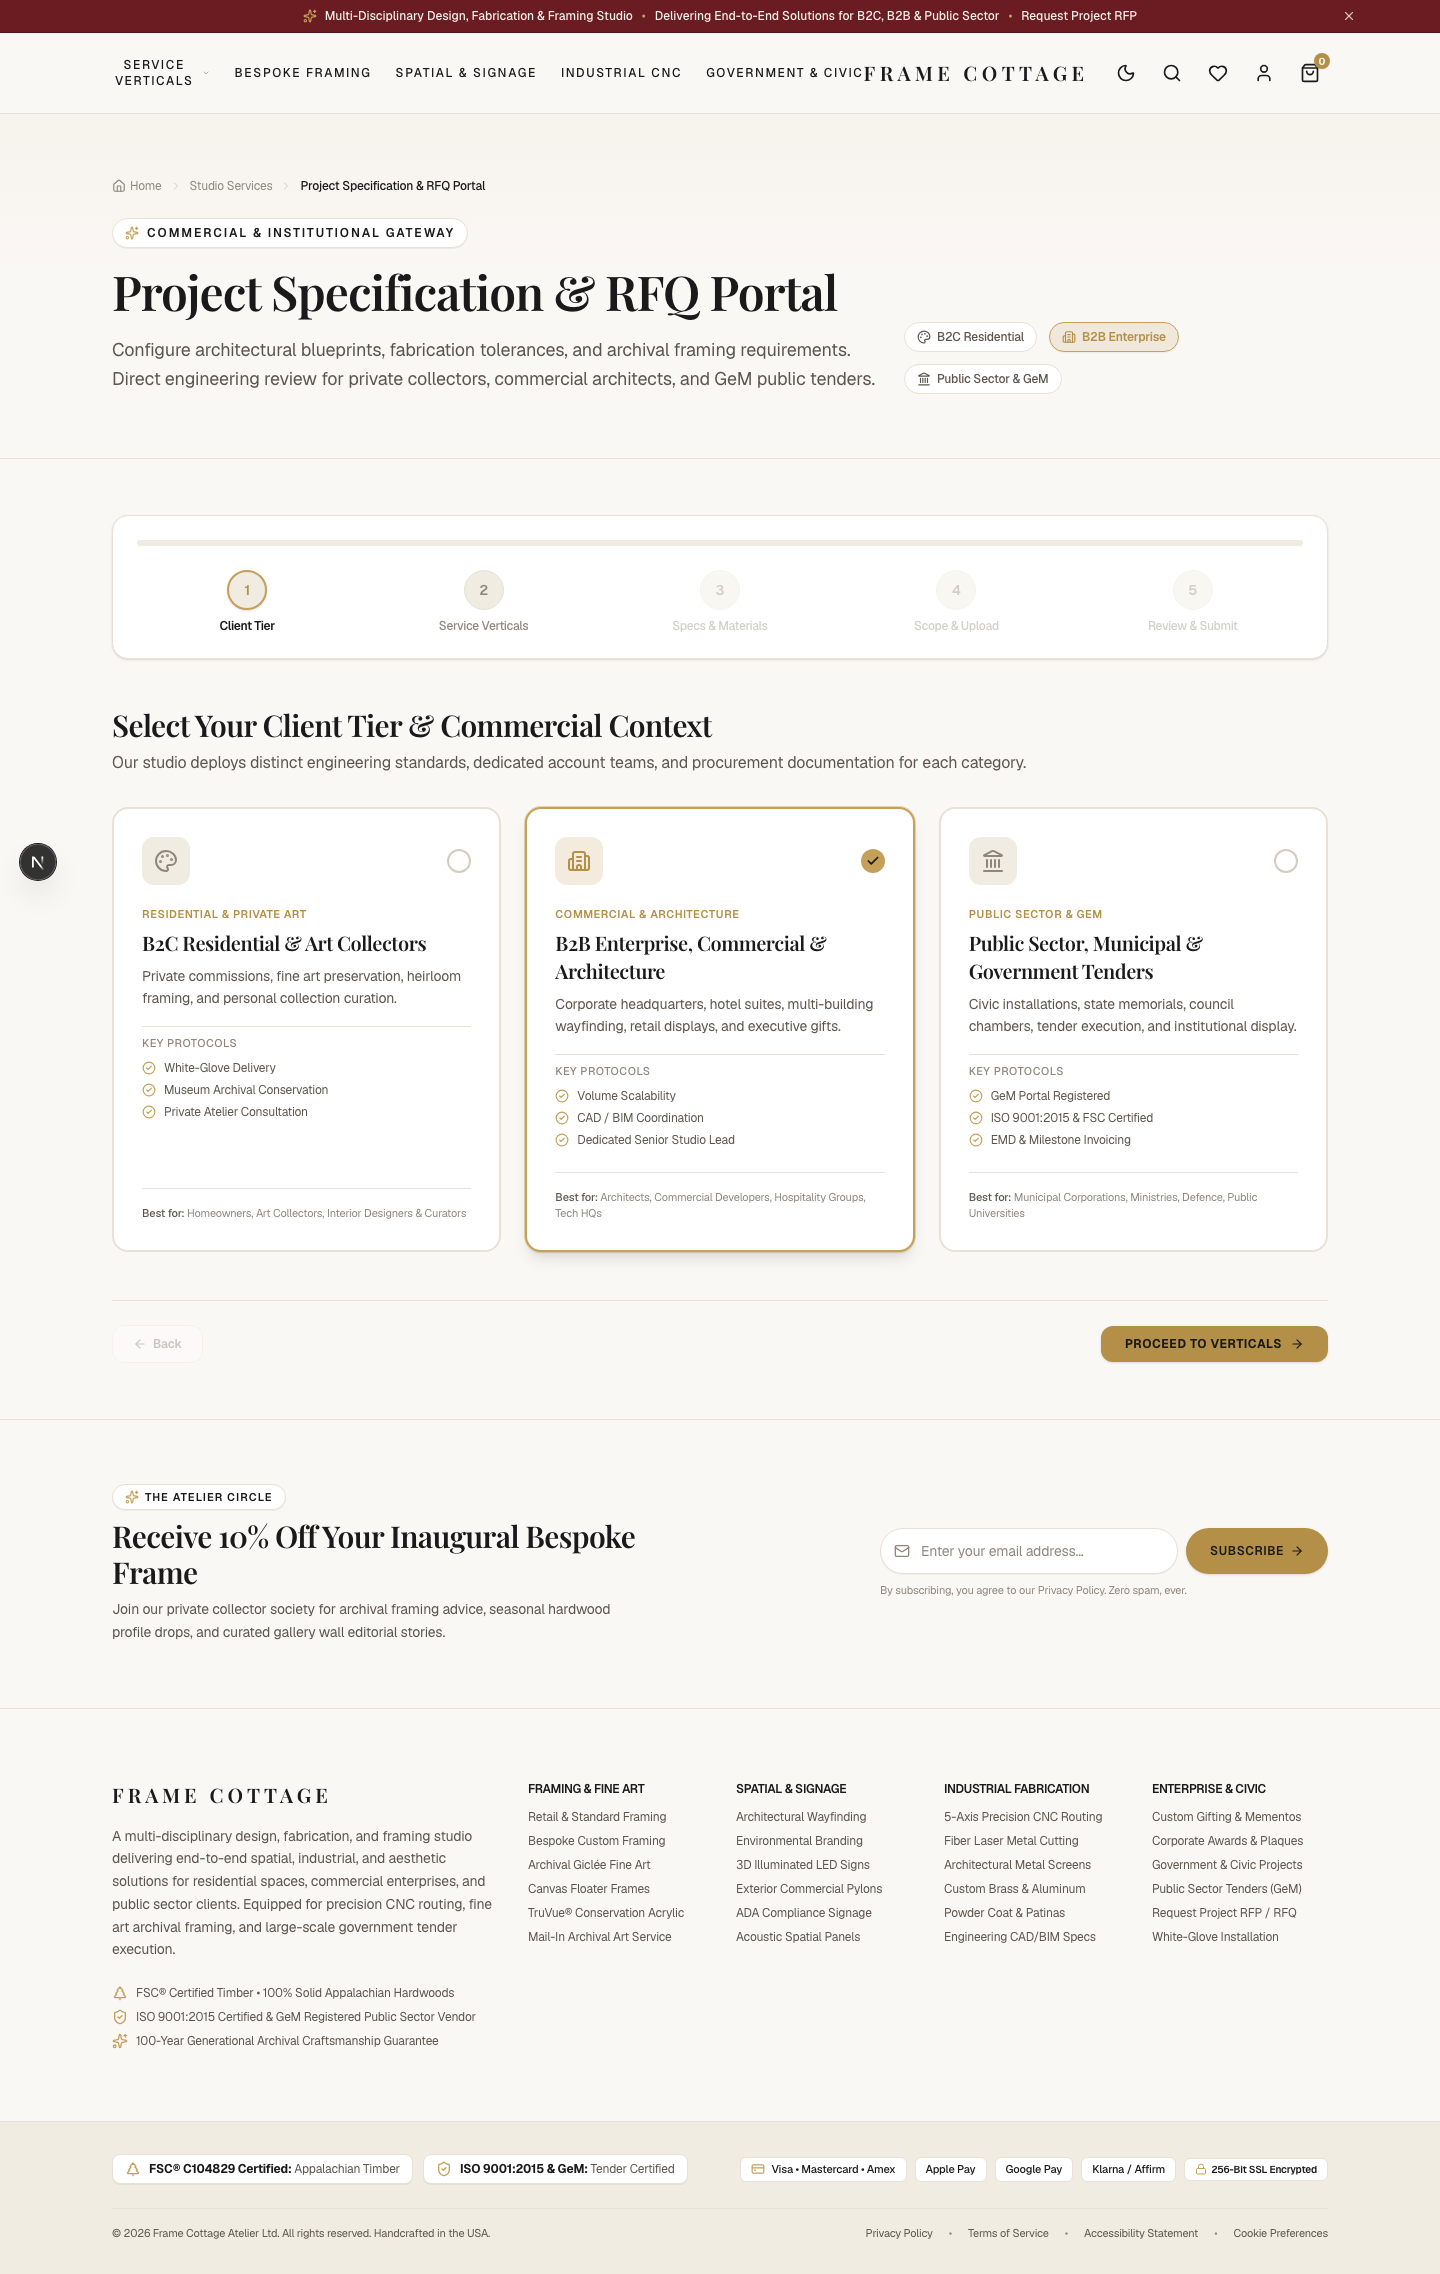 Multi-Disciplinary Design, Fabrication & Framing Studio • Delivering End-to-End Solutions for B2C, B2B & Public Sector • Request Project RFP
SERVICE
VERTICALS
BESPOKE FRAMING
SPATIAL & SIGNAGE
INDUSTRIAL CNC
GOVERNMENT & CIVIC
FRAME COTTAGE
0
Home
Studio Services
Project Specification & RFQ Portal
COMMERCIAL & INSTITUTIONAL GATEWAY
Project Specification & RFQ Portal
Configure architectural blueprints, fabrication tolerances, and archival framing requirements.
Direct engineering review for private collectors, commercial architects, and GeM public tenders.
B2C Residential
B2B Enterprise
Public Sector & GeM
1
2
3
4
5
Client Tier
Service Verticals
Specs & Materials
Scope & Upload
Review & Submit
Select Your Client Tier & Commercial Context
Our studio deploys distinct engineering standards, dedicated account teams, and procurement documentation for each category.
N
RESIDENTIAL & PRIVATE ART
B2C Residential & Art Collectors
Private commissions, fine art preservation, heirloom
framing, and personal collection curation.
KEY PROTOCOLS
White-Glove Delivery
Museum Archival Conservation
Private Atelier Consultation
Best for: Homeowners, Art Collectors, Interior Designers & Curators
COMMERCIAL & ARCHITECTURE
B2B Enterprise, Commercial &
Architecture
Corporate headquarters, hotel suites, multi-building
wayfinding, retail displays, and executive gifts.
KEY PROTOCOLS
Volume Scalability
CAD / BIM Coordination
Dedicated Senior Studio Lead
Best for: Architects, Commercial Developers, Hospitality Groups,
Tech HQs
PUBLIC SECTOR & GEM
Public Sector, Municipal &
Government Tenders
Civic installations, state memorials, council
chambers, tender execution, and institutional display.
KEY PROTOCOLS
GeM Portal Registered
ISO 9001:2015 & FSC Certified
EMD & Milestone Invoicing
Best for: Municipal Corporations, Ministries, Defence, Public
Universities
Back
PROCEED TO VERTICALS
THE ATELIER CIRCLE
Receive 10% Off Your Inaugural Bespoke
Frame
Join our private collector society for archival framing advice, seasonal hardwood
profile drops, and curated gallery wall editorial stories.
Enter your email address...
SUBSCRIBE
By subscribing, you agree to our Privacy Policy. Zero spam, ever.
FRAME COTTAGE
A multi-disciplinary design, fabrication, and framing studio
delivering end-to-end spatial, industrial, and aesthetic
solutions for residential spaces, commercial enterprises, and
public sector clients. Equipped for precision CNC routing, fine
art archival framing, and large-scale government tender
execution.
FSC® Certified Timber • 100% Solid Appalachian Hardwoods
ISO 9001:2015 Certified & GeM Registered Public Sector Vendor
100-Year Generational Archival Craftsmanship Guarantee
FRAMING & FINE ART
Retail & Standard Framing
Bespoke Custom Framing
Archival Giclée Fine Art
Canvas Floater Frames
TruVue® Conservation Acrylic
Mail-In Archival Art Service
SPATIAL & SIGNAGE
Architectural Wayfinding
Environmental Branding
3D Illuminated LED Signs
Exterior Commercial Pylons
ADA Compliance Signage
Acoustic Spatial Panels
INDUSTRIAL FABRICATION
5-Axis Precision CNC Routing
Fiber Laser Metal Cutting
Architectural Metal Screens
Custom Brass & Aluminum
Powder Coat & Patinas
Engineering CAD/BIM Specs
ENTERPRISE & CIVIC
Custom Gifting & Mementos
Corporate Awards & Plaques
Government & Civic Projects
Public Sector Tenders (GeM)
Request Project RFP / RFQ
White-Glove Installation
FSC® C104829 Certified: Appalachian Timber
ISO 9001:2015 & GeM: Tender Certified
Visa • Mastercard • Amex
Apple Pay
Google Pay
Klarna / Affirm
256-Bit SSL Encrypted
© 2026 Frame Cottage Atelier Ltd. All rights reserved. Handcrafted in the USA.
Privacy Policy • Terms of Service • Accessibility Statement • Cookie Preferences